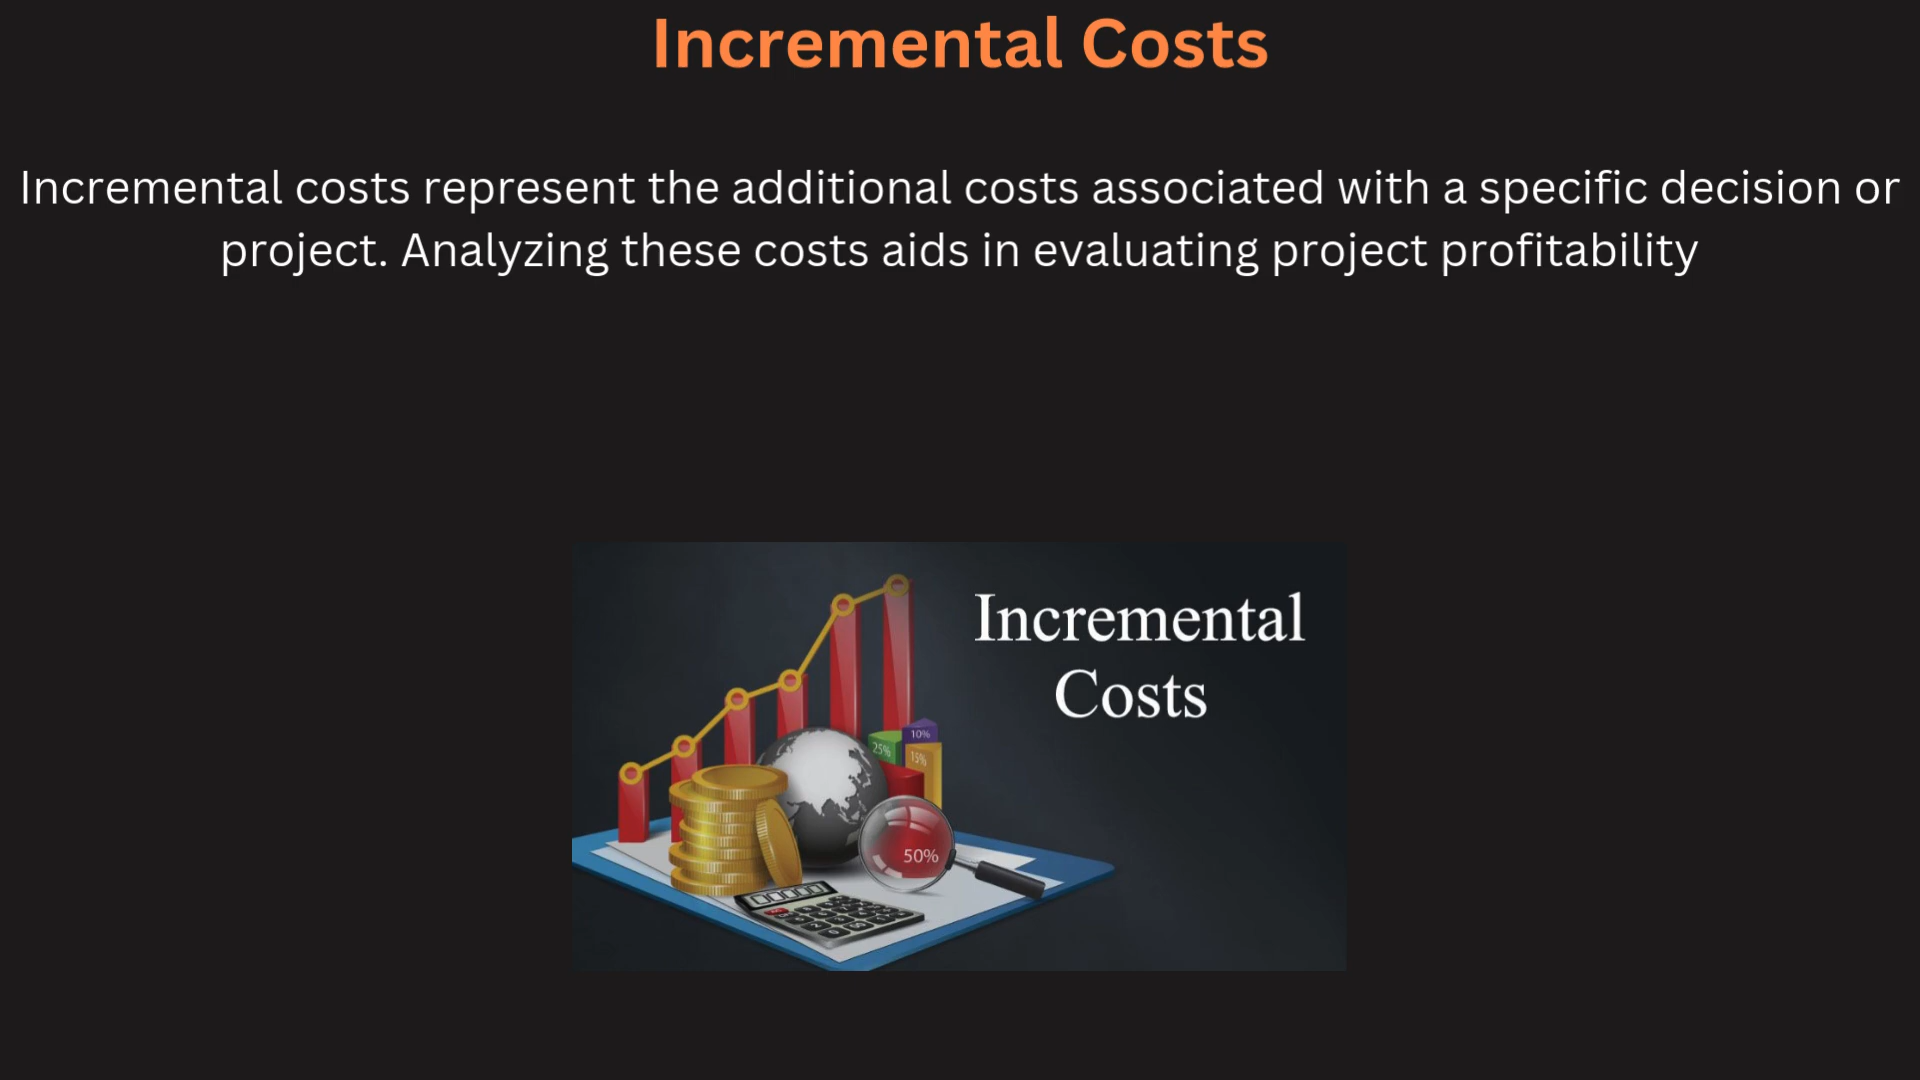 Incremental Costs
Incremental costs represent the additional costs associated with a specific decision or
project. Analyzing these costs aids in evaluating project profitability
Incremental
Costs
10%
25%
15%
50%